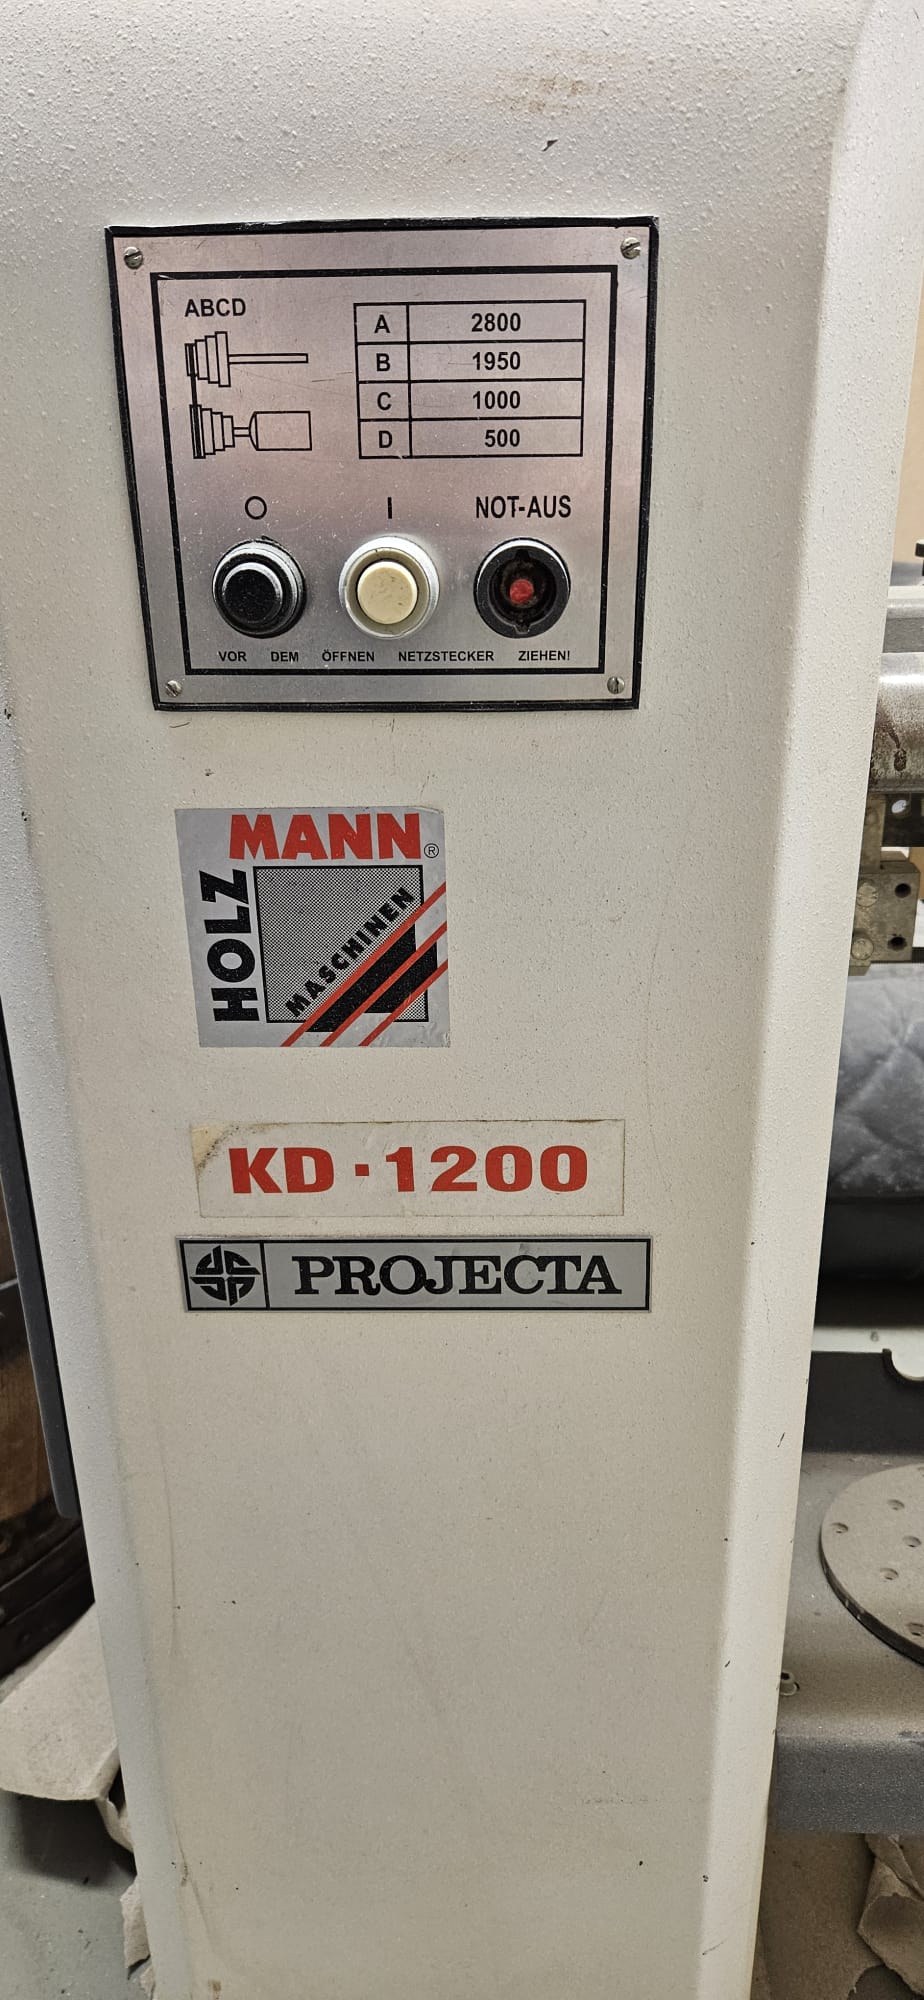 ABCD
A 2800
B 1950
C 1000
D 500
O I NOT-AUS
VOR DEM ÖFFNEN NETZSTECKER ZIEHEN!
HOLZ
MANN®
MASCHINEN
KD·1200
PROJECTA